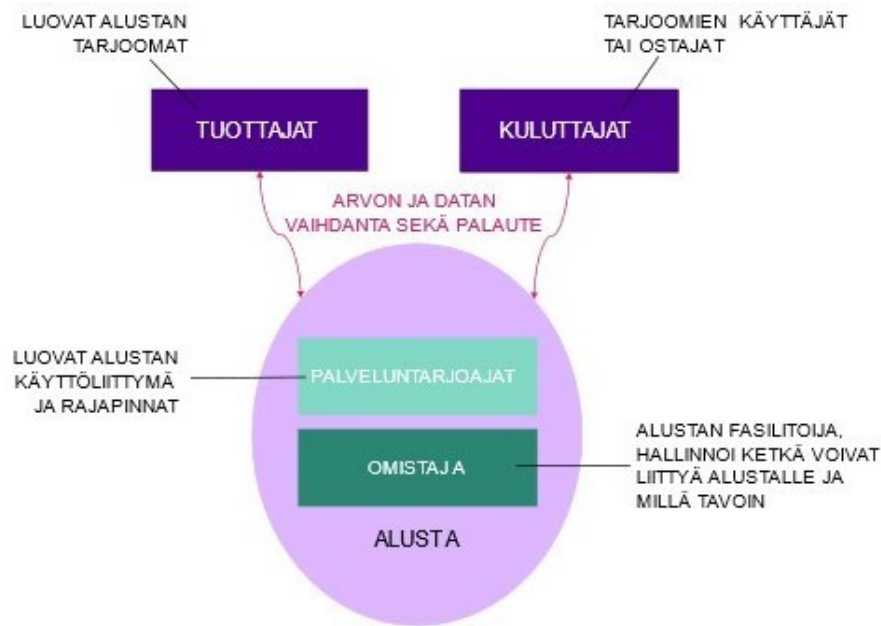 LUOVAT ALUSTAN
TARJOOMAT
TARJOOMIEN KÄYTTÄJÄT
TAI OSTAJAT
TUOTTAJAT
KULUTTAJAT
ARVON JA DATAN
VAIHDANTA SEKÄ PALAUTE
LUOVAT ALUSTAN
KÄYTTÖLIITTYMÄ
JA RAJAPINNAT
PALVELUNTARJOAJAT
OMISTAJA
ALUSTAN FASILITOIJA,
HALLINNOI KETKÄ VOIVAT
LIITTYÄ ALUSTALLE JA
MILLÄ TAVOIN
ALUSTA